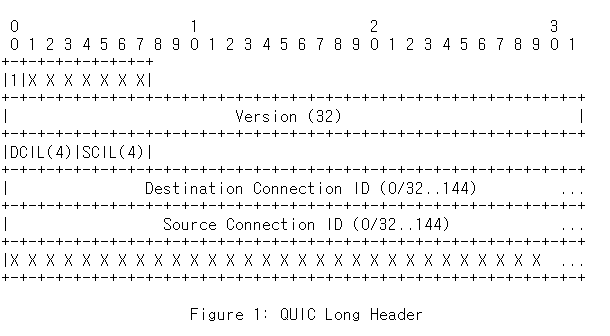 0                   1                   2                   3
 0 1 2 3 4 5 6 7 8 9 0 1 2 3 4 5 6 7 8 9 0 1 2 3 4 5 6 7 8 9 0 1
+-+-+-+-+-+-+-+-+
|1|X X X X X X X|
+-+-+-+-+-+-+-+-+-+-+-+-+-+-+-+-+-+-+-+-+-+-+-+-+-+-+-+-+-+-+-+-+
|                         Version (32)                          |
+-+-+-+-+-+-+-+-+-+-+-+-+-+-+-+-+-+-+-+-+-+-+-+-+-+-+-+-+-+-+-+-+
|DCIL(4)|SCIL(4)|
+-+-+-+-+-+-+-+-+-+-+-+-+-+-+-+-+-+-+-+-+-+-+-+-+-+-+-+-+-+-+-+-+
|               Destination Connection ID (0/32..144)         ...
+-+-+-+-+-+-+-+-+-+-+-+-+-+-+-+-+-+-+-+-+-+-+-+-+-+-+-+-+-+-+-+-+
|                 Source Connection ID (0/32..144)            ...
+-+-+-+-+-+-+-+-+-+-+-+-+-+-+-+-+-+-+-+-+-+-+-+-+-+-+-+-+-+-+-+-+
|X X X X X X X X X X X X X X X X X X X X X X X X X X X X X X  ...
+-+-+-+-+-+-+-+-+-+-+-+-+-+-+-+-+-+-+-+-+-+-+-+-+-+-+-+-+-+-+-+-+
Figure 1: QUIC Long Header